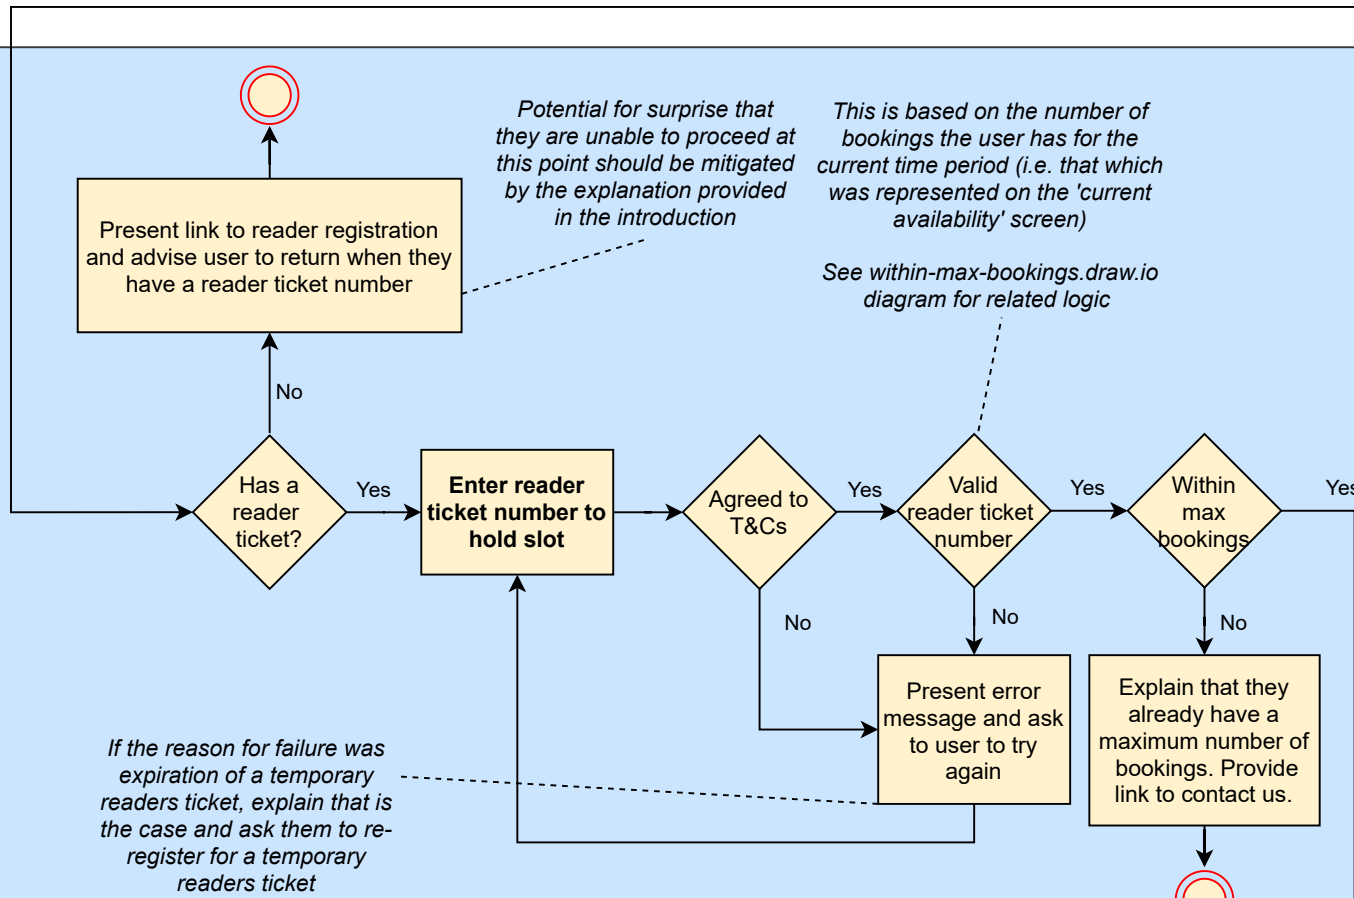 Potential for surprise that
they are unable to proceed at
this point should be mitigated
by the explanation provided
in the introduction
This is based on the number of
bookings the user has for the
current time period (i.e. that which
was represented on the 'current
availability' screen)
See within-max-bookings.draw.io
diagram for related logic
Present link to reader registration
and advise user to return when they
have a reader ticket number
No
Has a
reader
ticket?
Yes
Enter reader
ticket number to
hold slot
Agreed to
T&Cs
Yes
Valid
reader ticket
number
Yes
Within
max
bookings
Yes
No
No
No
Present error
message and ask
to user to try
again
Explain that they
already have a
maximum number of
bookings. Provide
link to contact us.
If the reason for failure was
expiration of a temporary
readers ticket, explain that is
the case and ask them to re-
register for a temporary
readers ticket